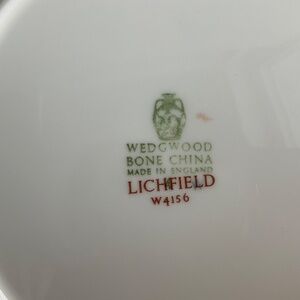 WEDGWOOD
BONE CHINA
MADE IN ENGLAND
LICHFIELD
W4156